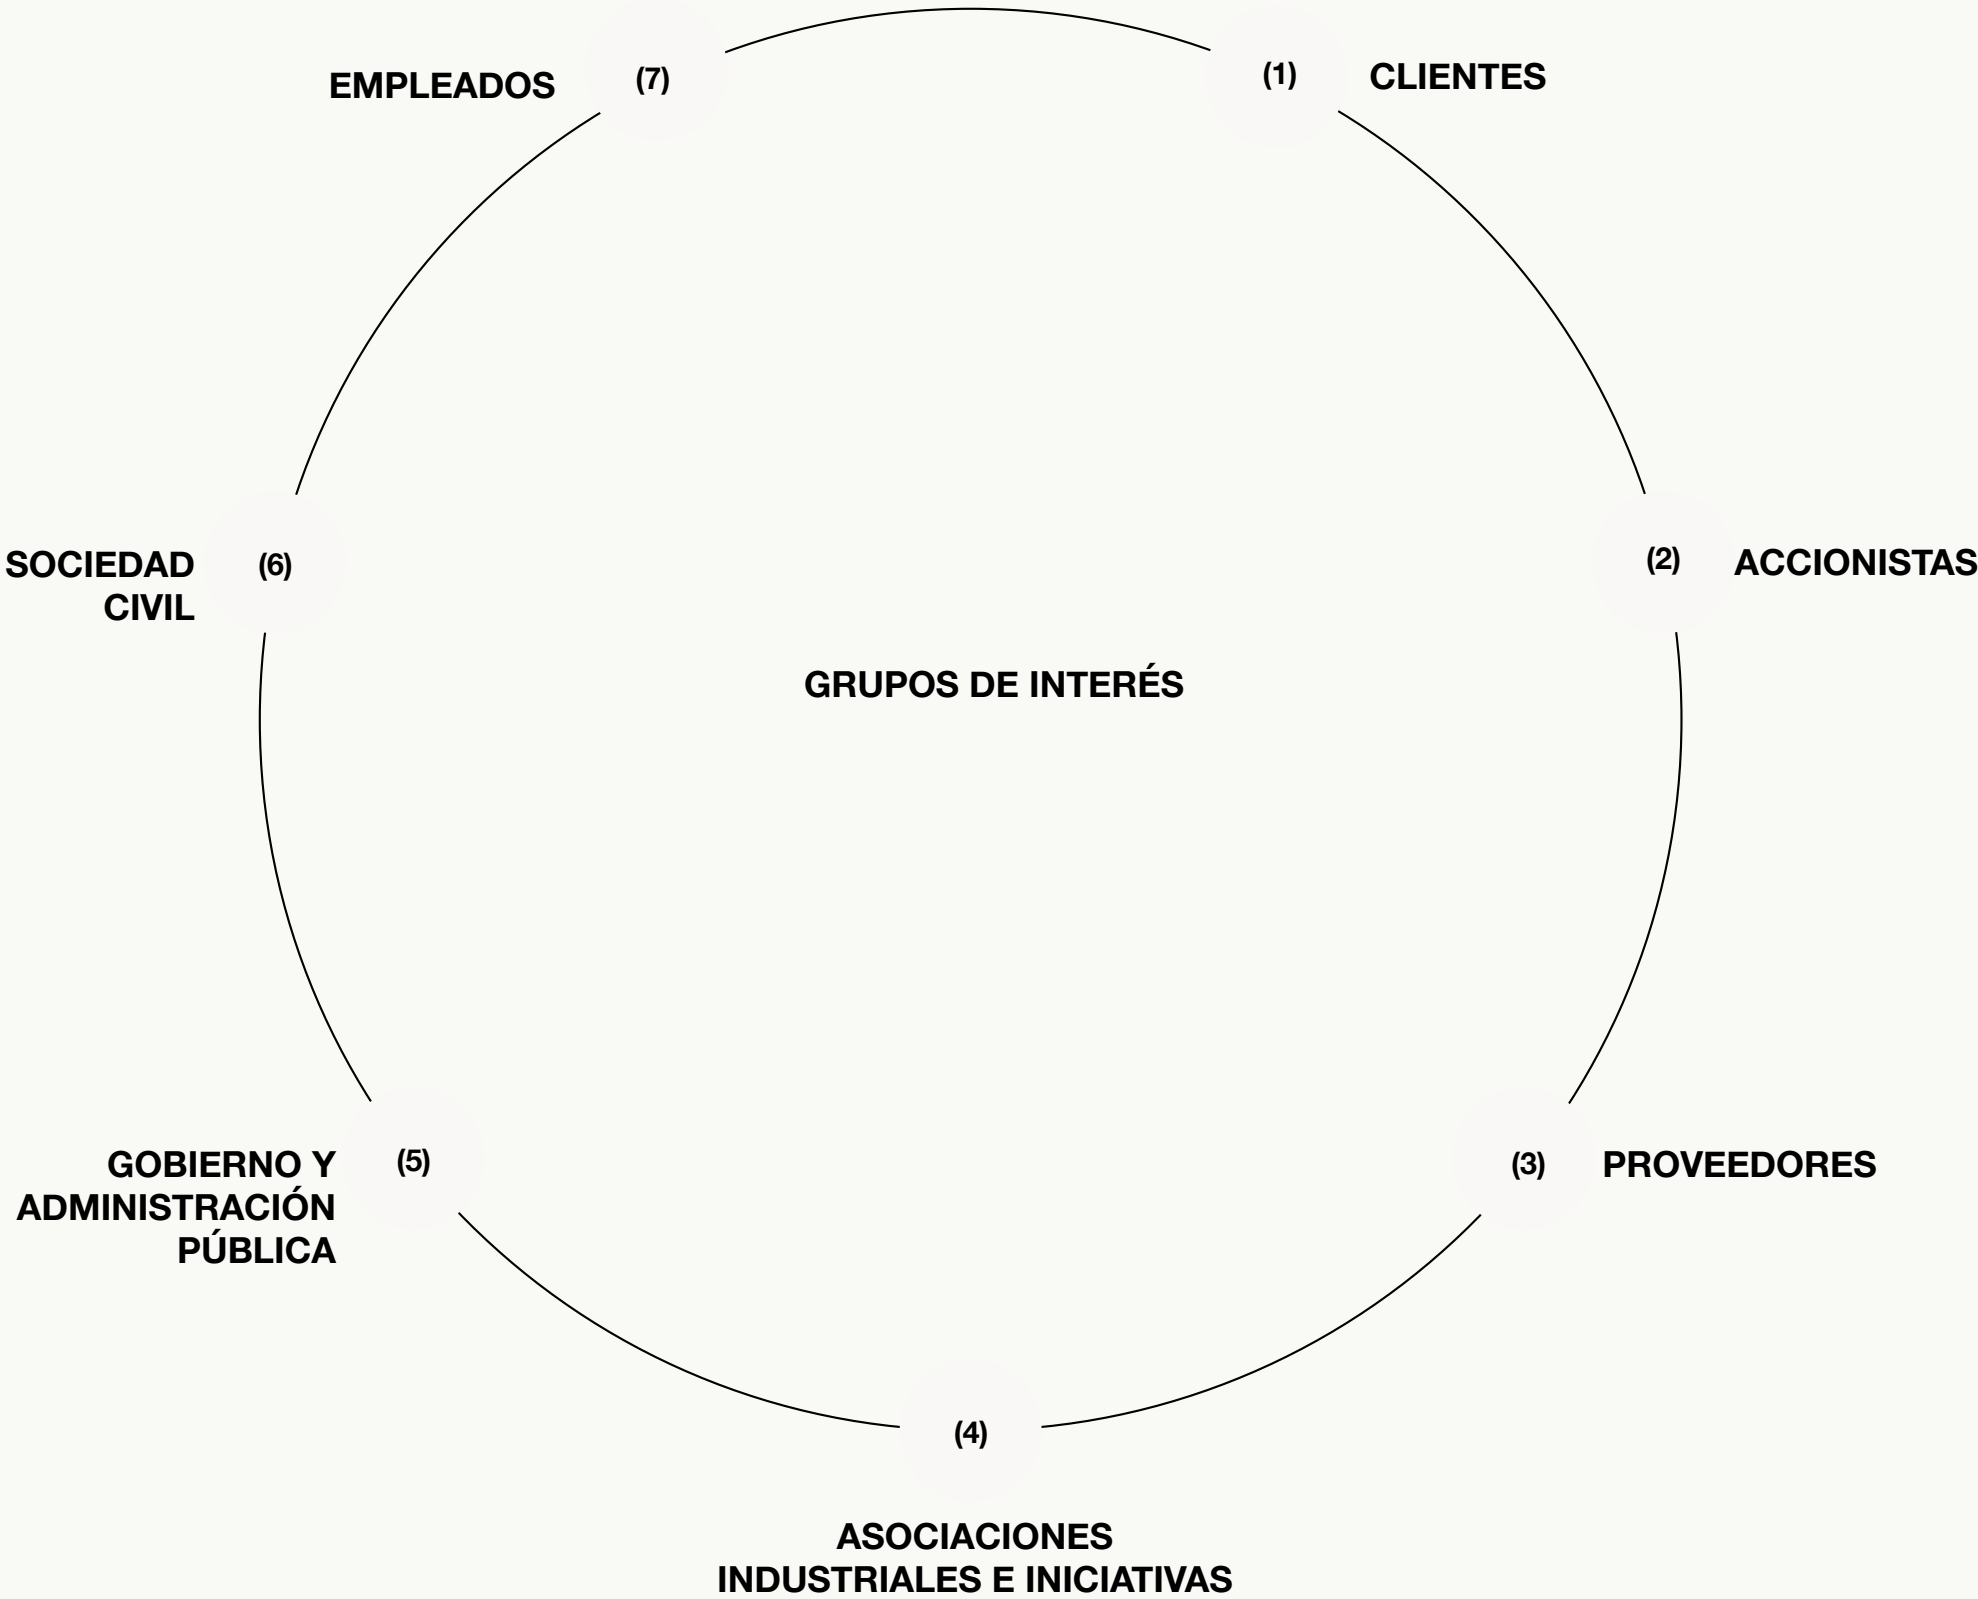 (7)
EMPLEADOS
(1)
CLIENTES
(2)
ACCIONISTAS
SOCIEDAD
CIVIL
(6)
GRUPOS DE INTERÉS
GOBIERNO Y
ADMINISTRACIÓN
PÚBLICA
(5)
(3)
PROVEEDORES
(4)
ASOCIACIONES
INDUSTRIALES E INICIATIVAS